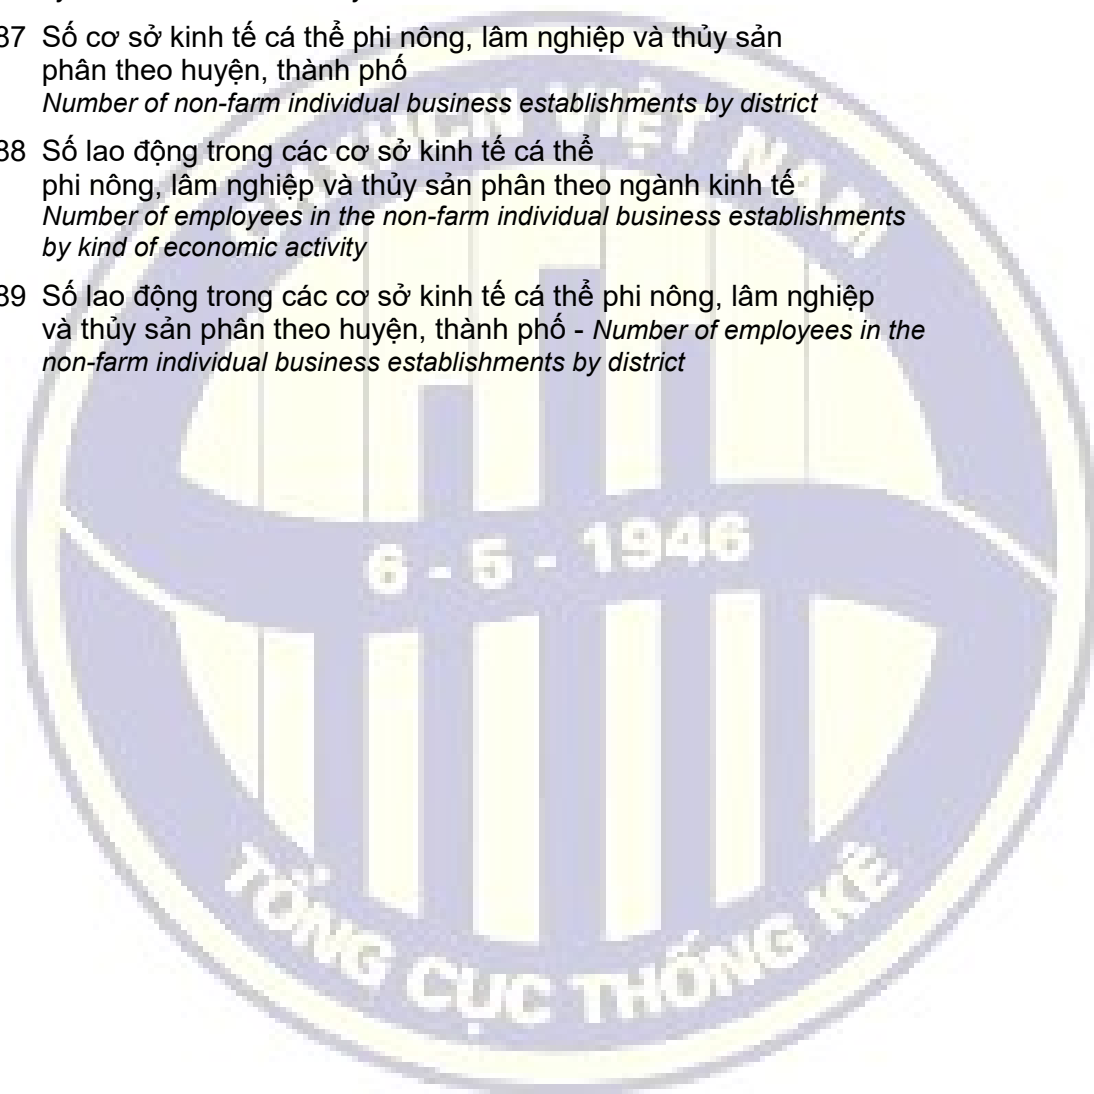 87 Số cơ sở kinh tế cá thể phi nông, lâm nghiệp và thủy sản
phân theo huyện, thành phố
Number of non-farm individual business establishments by district
88 Số lao động trong các cơ sở kinh tế cá thể
phi nông, lâm nghiệp và thủy sản phân theo ngành kinh tế
Number of employees in the non-farm individual business establishments
by kind of economic activity
89 Số lao động trong các cơ sở kinh tế cá thể phi nông, lâm nghiệp
và thủy sản phân theo huyện, thành phố - Number of employees in the
non-farm individual business establishments by district
VIỆT NAM
6 - 5 - 1946
TỔNG CỤC THỐNG KÊ